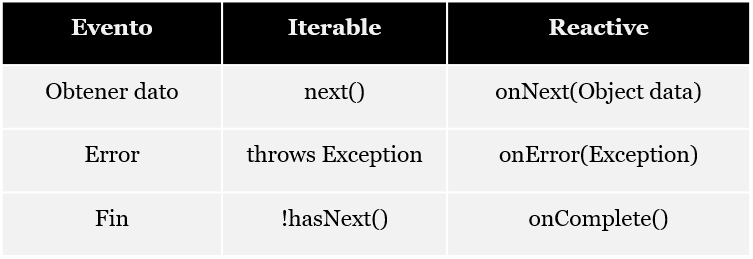 Evento Iterable Reactive
Obtener dato next() onNext(Object data)
Error throws Exception onError(Exception)
Fin !hasNext() onComplete()